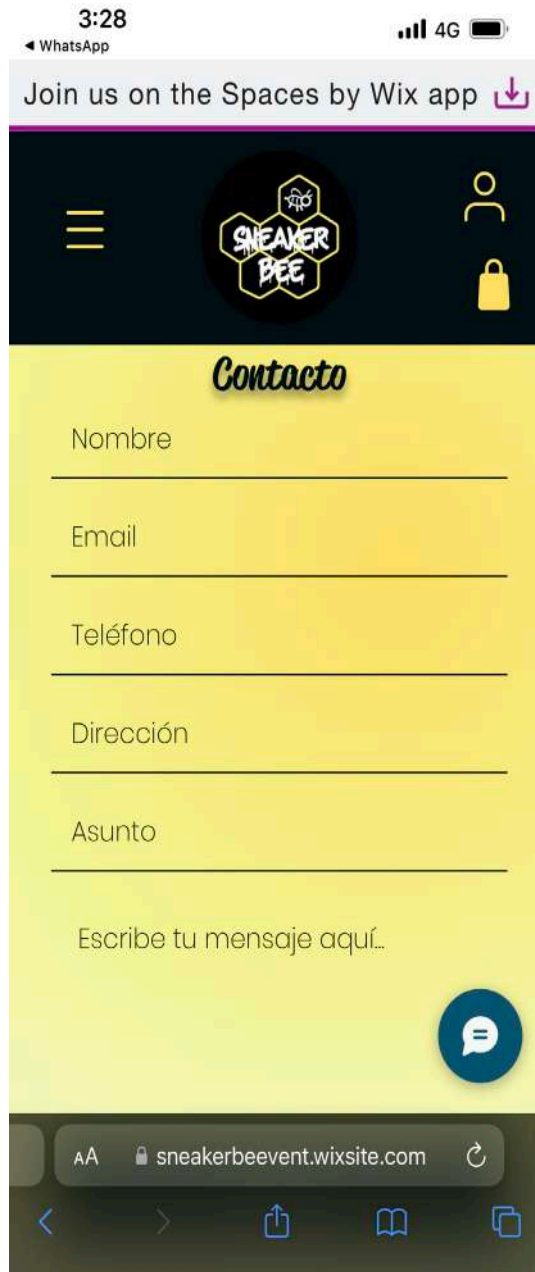 3:28
WhatsApp
4G
Join us on the Spaces by Wix app
SNEAKER
BEE
Contacto
Nombre
Email
Teléfono
Dirección
Asunto
Escribe tu mensaje aquí...
AA sneakerbeevent.wixsite.com